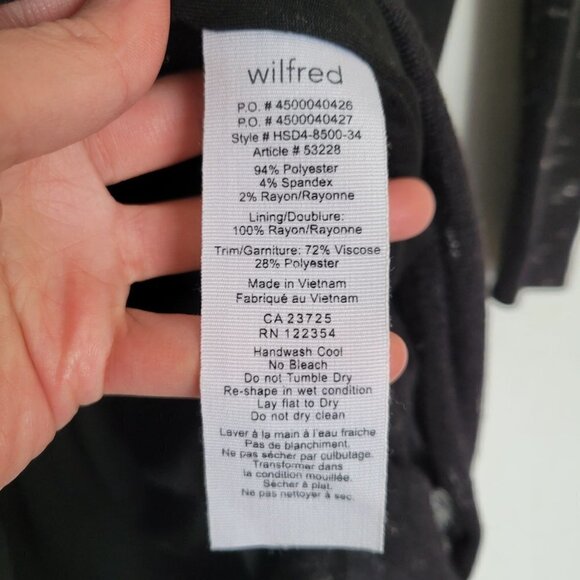 wilfred
P.O. # 4500040426
P.O. # 4500040427
Style # HSD4-8500-34
Article # 53228
94% Polyester
4% Spandex
2% Rayon/Rayonne
Lining/Doublure:
100% Rayon/Rayonne
Trim/Garniture: 72% Viscose
28% Polyester
Made in Vietnam
Fabriqué au Vietnam
CA 23725
RN 122354
Handwash Cool
No Bleach
Do not Tumble Dry
Re-shape in wet condition
Lay flat to Dry
Do not dry clean
Laver à la main à l'eau fraiche
Pas de blanchiment.
Ne pas sécher par culbutage.
Transformer dans
la condition mouillée.
Sécher à plat.
Ne pas nettoyer à sec.